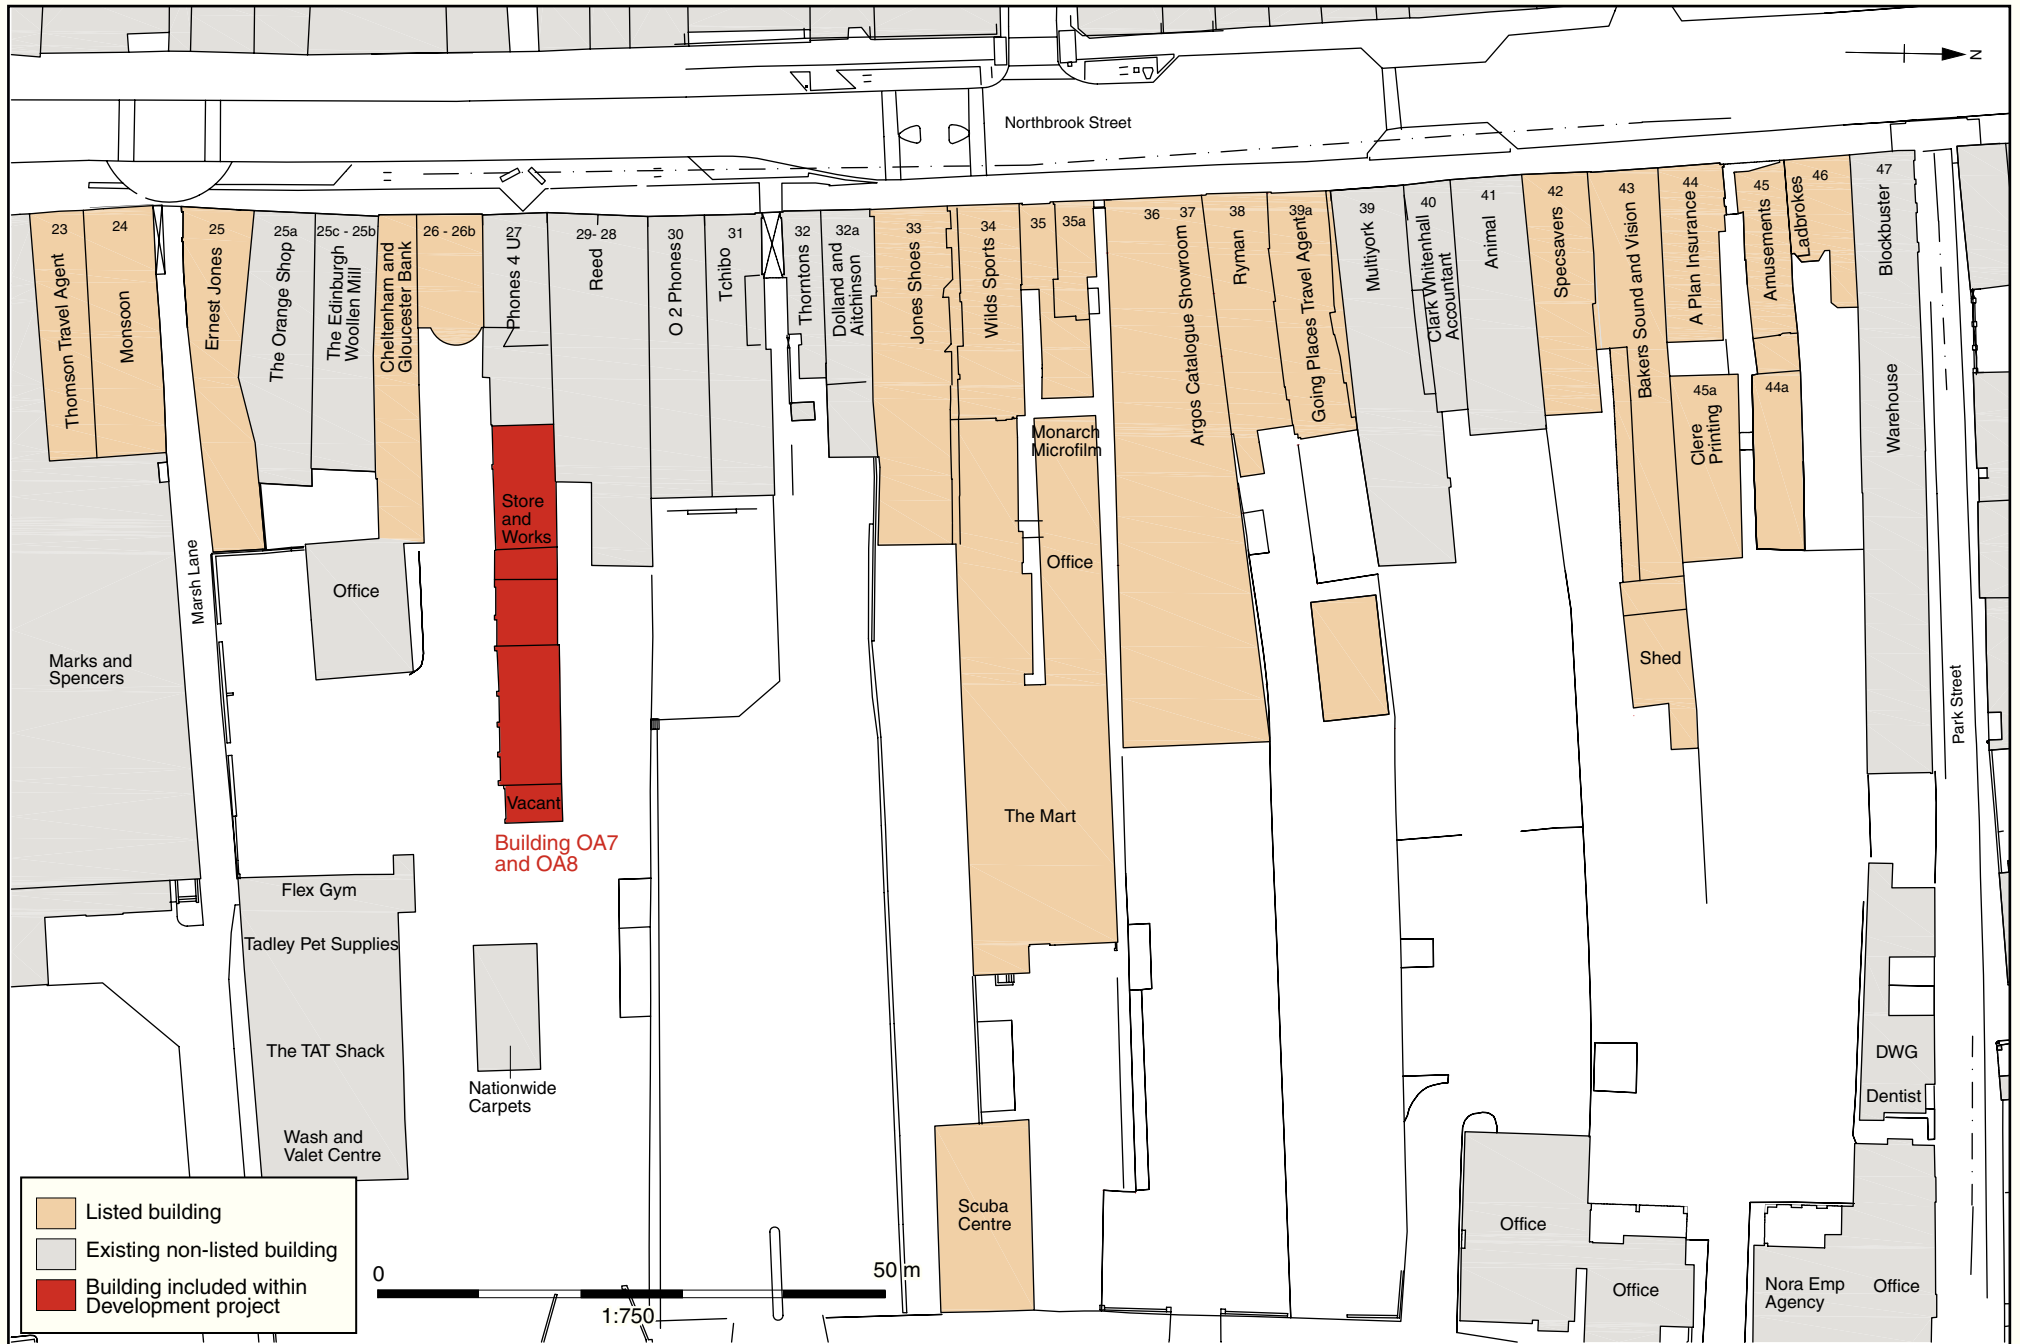 N
Northbrook Street
23
Thomson Travel Agent
24
Monsoon
25
Ernest Jones
25a
The Orange Shop
25c - 25b
The Edinburgh
Woollen Mill
Cheltenham and
Gloucester Bank
26 - 26b
27
Phones 4 U
29- 28
Reed
30
O 2 Phones
31
Tchibo
32
Thorntons
32a
Dolland and
Aitchinson
33
Jones Shoes
34
Wilds Sports
35
35a
36
37
Argos Catalogue Showroom
38
Ryman
39a
Going Places Travel Agent
39
Multiyork
40
Clark Whitenhall
Accountant
41
Animal
42
Specsavers
43
Bakers Sound and Vision
44
A Plan Insurance
45
Amusements
46
Ladbrokes
47
Blockbuster
Warehouse
45a
Clere
Printing
44a
Monarch
Microfilm
Office
Store
and
Works
Marsh Lane
Office
Marks and
Spencers
Shed
Park Street
Vacant
The Mart
Building OA7
and OA8
Flex Gym
Tadley Pet Supplies
The TAT Shack
Wash and
Valet Centre
Nationwide
Carpets
DWG
Dentist
Scuba
Centre
Office
Office
Nora Emp
Agency
Office
Listed building
Existing non-listed building
Building included within
Development project
0
50 m
1:750